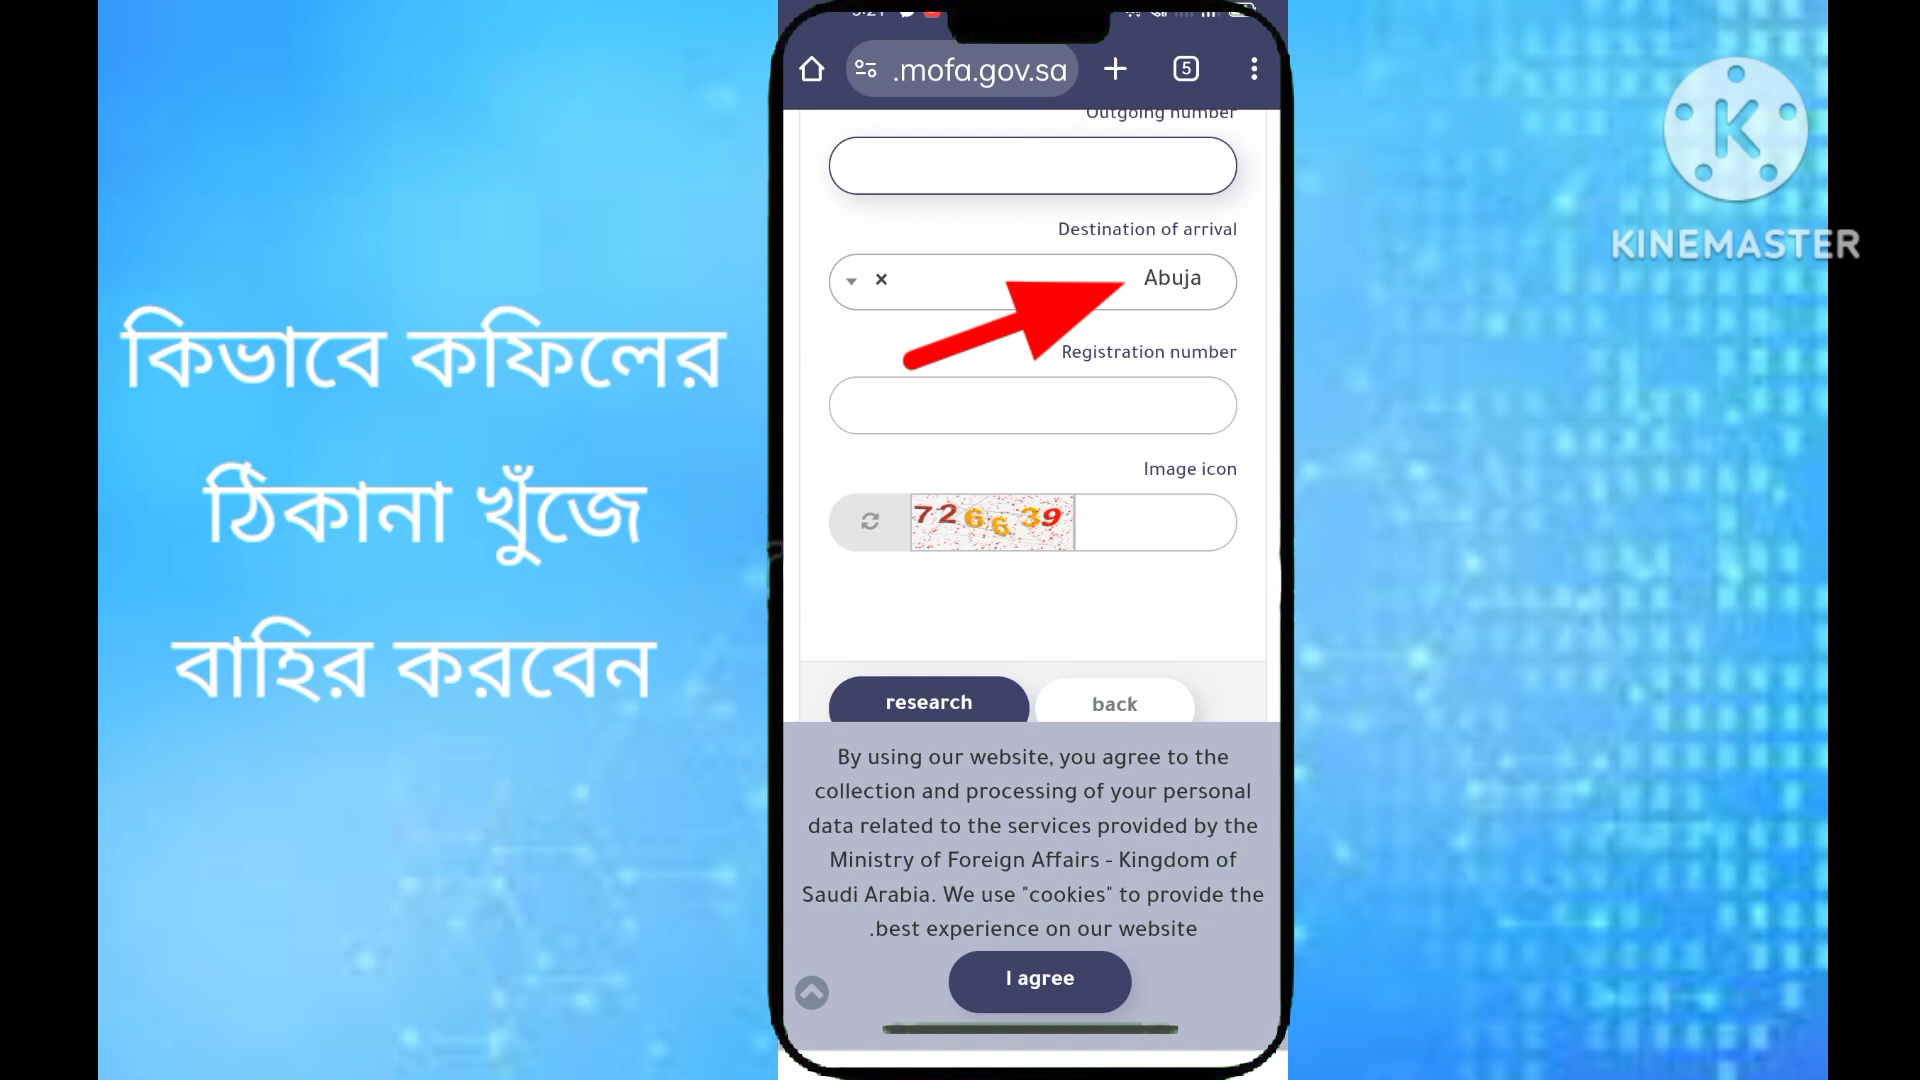 কিভাবে কফিলের
ঠিকানা খুঁজে
বাহির করবেন
.mofa.gov.sa
5
Outgoing number
Destination of arrival
Abuja
Registration number
Image icon
726639
research
back
By using our website, you agree to the
collection and processing of your personal
data related to the services provided by the
Ministry of Foreign Affairs - Kingdom of
Saudi Arabia. We use "cookies" to provide the
.best experience on our website
I agree
K
KINEMASTER